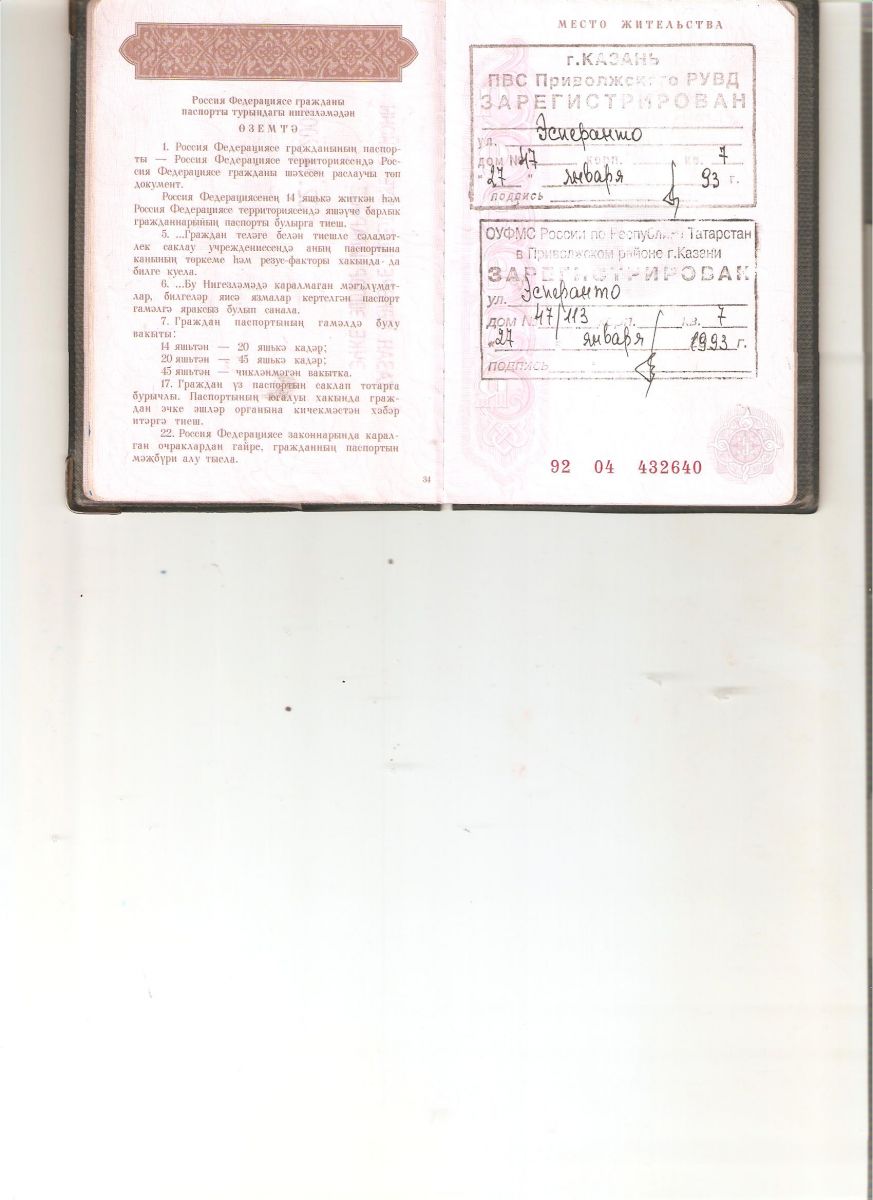 Россия Федерациясе гражданы
паспорты турындагы нигезләмәдән
ӨЗЕМТӘ
1. Россия Федерациясе гражданының паспор-
ты — Россия Федерациясе территориясендә Рос-
сия Федерациясе гражданы шәхесен раслаучы төп
документ.
Россия Федерациясенең 14 яшькә җиткән һәм
Россия Федерациясе территориясендә яшәүче барлык
гражданнарының паспорты булырга тиеш.
5. ...Граждан теләге белән тиешле сәламәт-
лек саклау учреждениесендә аның паспортына
канының төркеме һәм резус-факторы хакында да
билге куела.
6. ...Бу Нигезләмәдә каралмаган мәгълүмат-
лар, билгеләр яисә язмалар кертелгән паспорт
гамәлгә яраксыз булып санала.
7. Граждан паспортының гамәлдә булу
вакыты:
14 яшьтән — 20 яшькә кадәр;
20 яшьтән — 45 яшькә кадәр;
45 яшьтән — чикләнмәгән вакытка.
17. Граждан үз паспортын саклап тотарга
бурычлы. Паспортының югалуы хакында граж-
дан эчке эшләр органына кичекмәстән хәбәр
итәргә тиеш.
22. Россия Федерациясе законнарында карал-
ган очраклардан гайре, гражданның паспортын
мәҗбүри алу тыела.
34
МЕСТО ЖИТЕЛЬСТВА
г.КАЗАНЬ
ПВС Приволжского РУВД
ЗАРЕГИСТРИРОВАН
ул. Эсперанто
дом № 47 корп. кв. 7
"27" января 93 г.
подпись
ОУФМС России по Республике Татарстан
в Приволжском районе г.Казани
ЗАРЕГИСТРИРОВАН
ул. Эсперанто
дом № 47/113 кв. 7
"27 января 1993 г.
подпись
92 04 432640